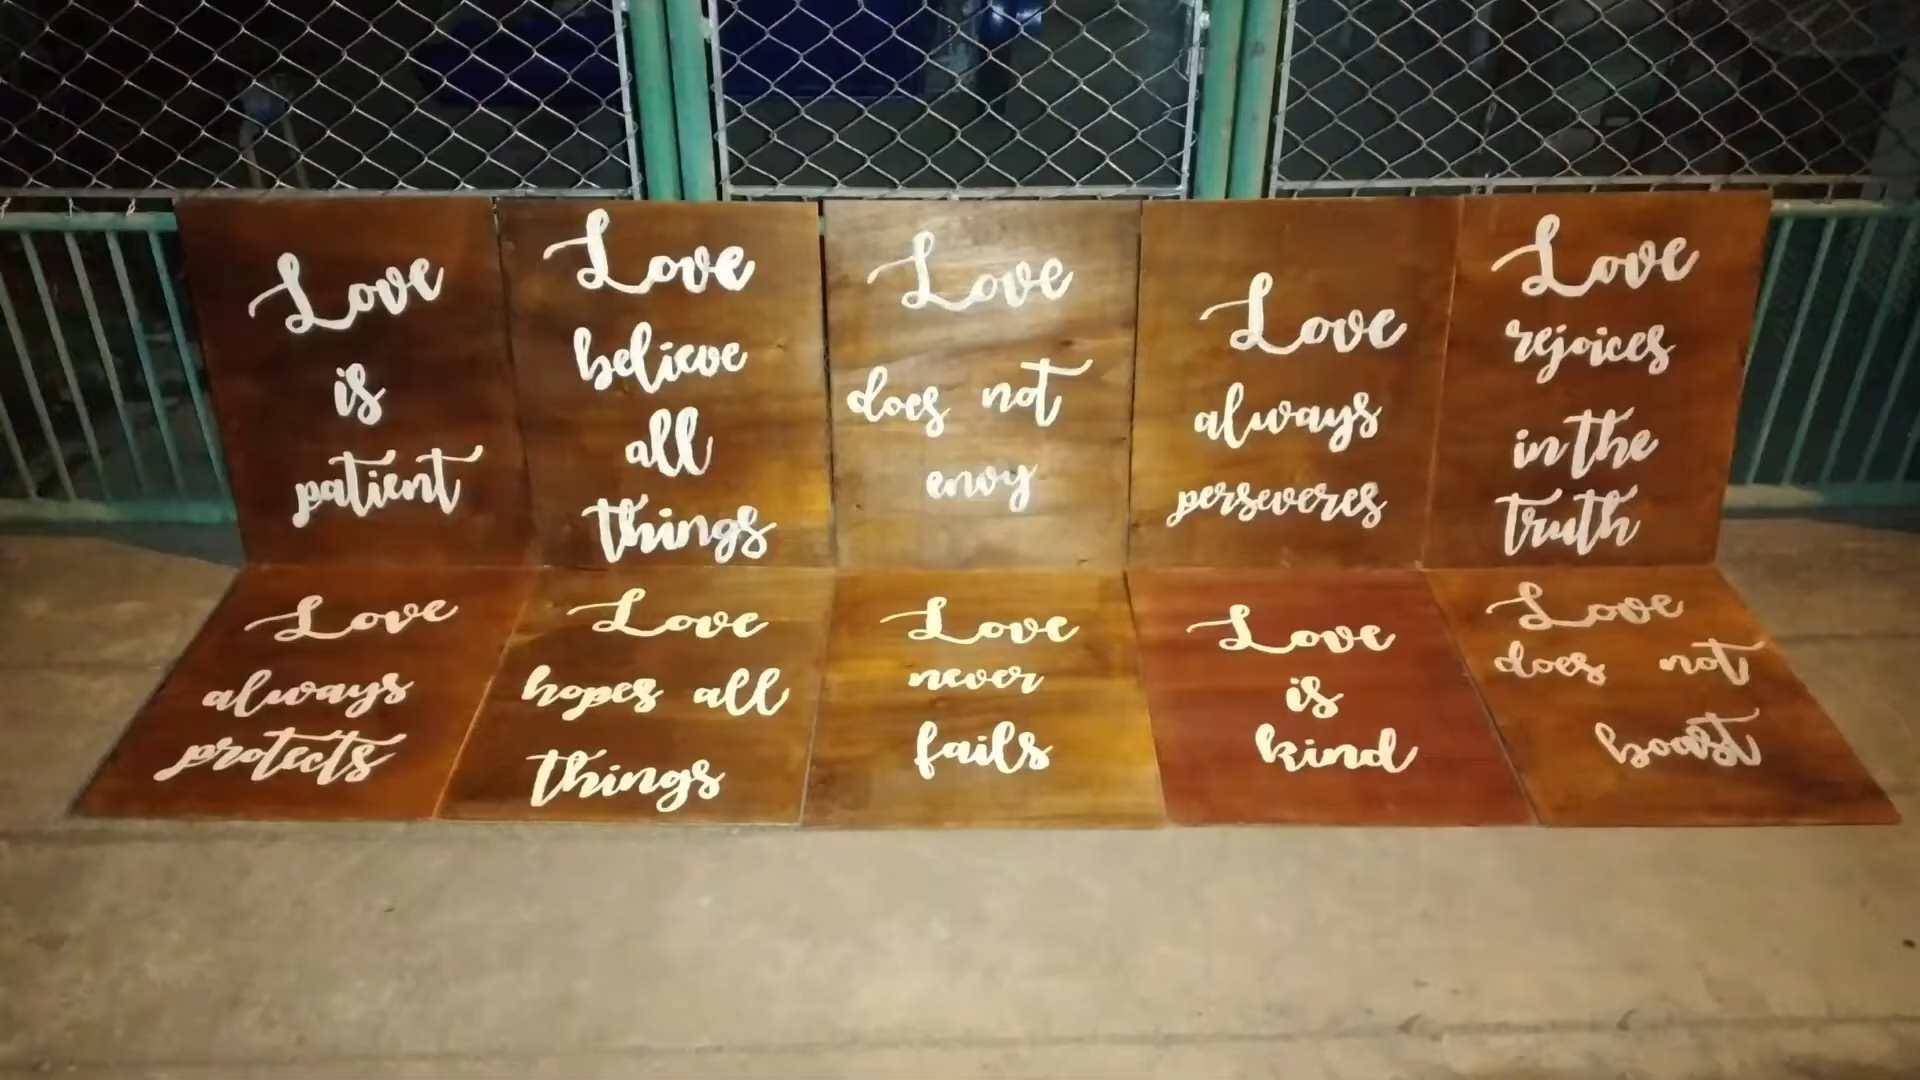 Love
is
patient
Love
believe
all
things
Love
does not
envy
Love
always
perseveres
Love
rejoices
in the
truth
Love
always
protects
Love
hopes all
things
Love
never
fails
Love
is
kind
Love
does not
boast